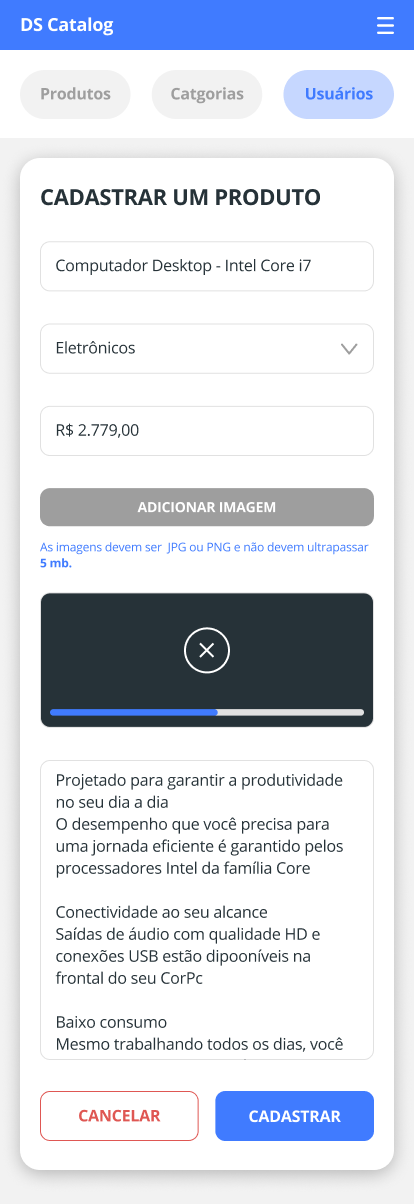 DS Catalog
Produtos
Catgorias
Usuários
CADASTRAR UM PRODUTO
Computador Desktop - Intel Core i7
Eletrônicos
R$ 2.779,00
ADICIONAR IMAGEM
As imagens devem ser JPG ou PNG e não devem ultrapassar
5 mb.
Projetado para garantir a produtividade
no seu dia a dia
O desempenho que você precisa para
uma jornada eficiente é garantido pelos
processadores Intel da família Core
Conectividade ao seu alcance
Saídas de áudio com qualidade HD e
conexões USB estão dipooníveis na
frontal do seu CorPc
Baixo consumo
Mesmo trabalhando todos os dias, você
CANCELAR
CADASTRAR